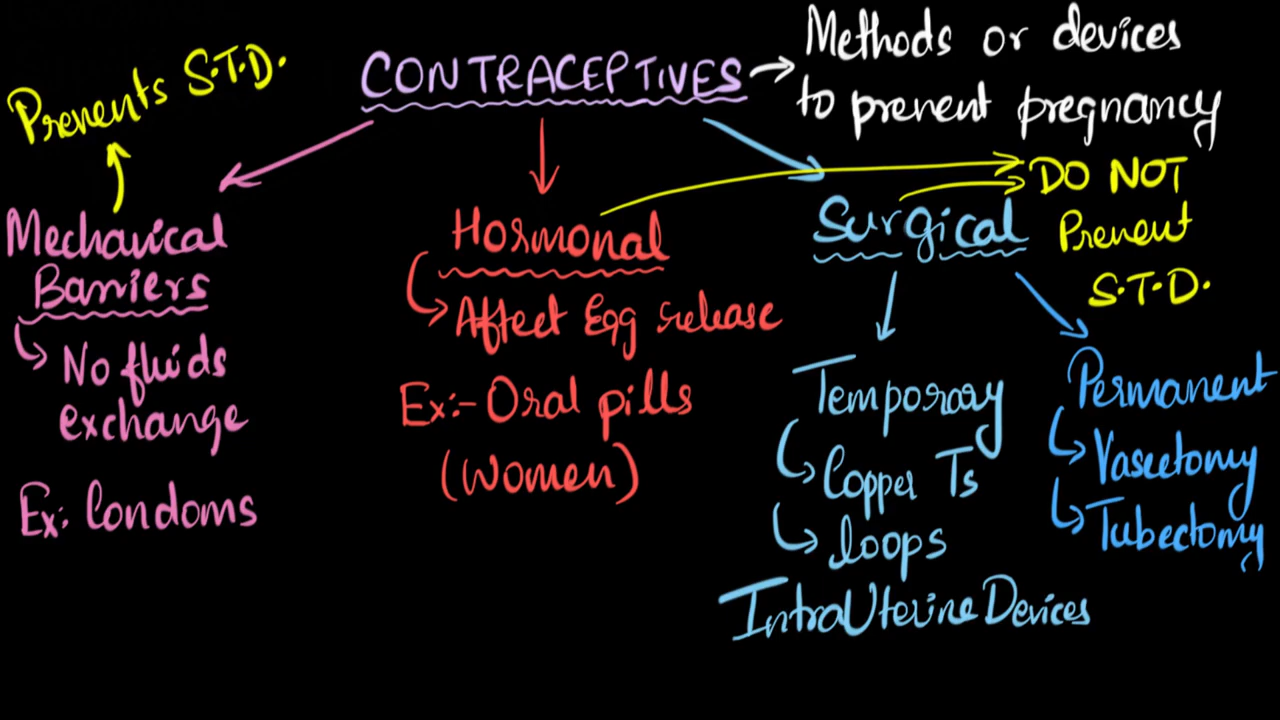 CONTRACEPTIVES → Methods or devices
to prevent pregnancy
Prevents S.T.D.
Mechanical
Barriers
No fluids
exchange
Ex: Condoms
Hormonal
Affect Egg release
Ex:- Oral pills
(Women)
Surgical
DO NOT
Prevent
S.T.D.
Temporary
Copper Ts
loops
IntraUterine Devices
Permanent
Vasectomy
Tubectomy